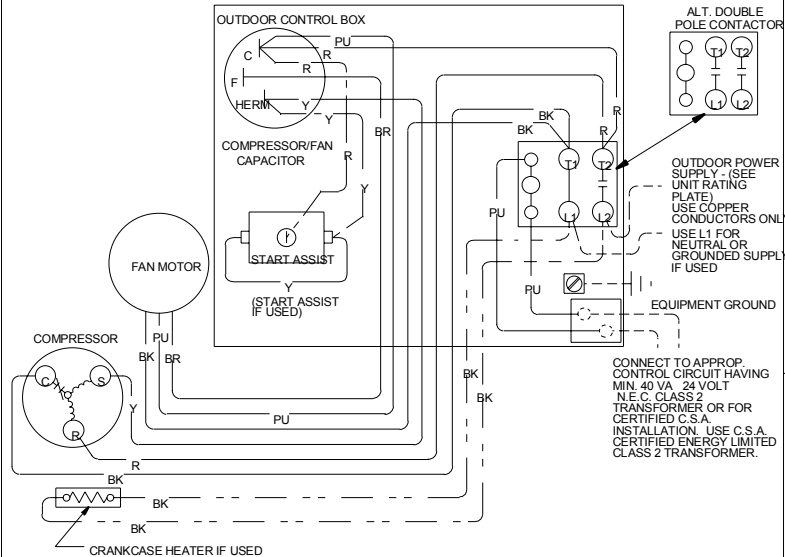 OUTDOOR CONTROL BOX
ALT. DOUBLE
POLE CONTACTOR
PU
C
R
R
T1
T2
F
HERM
Y
Y
BR
L1
L2
COMPRESSOR/FAN
CAPACITOR
R
Y
BK
BK
R
R
T1
T2
PU
L1
L2
OUTDOOR POWER
SUPPLY - (SEE
UNIT RATING
PLATE)
USE COPPER
CONDUCTORS ONLY
USE L1 FOR
NEUTRAL OR
GROUNDED SUPPLY
IF USED
FAN MOTOR
START ASSIST
Y
(START ASSIST
IF USED)
PU
EQUIPMENT GROUND
COMPRESSOR
BK
PU
BR
CONNECT TO APPROP.
CONTROL CIRCUIT HAVING
MIN. 40 VA 24 VOLT
N.E.C. CLASS 2
TRANSFORMER OR FOR
CERTIFIED C.S.A.
INSTALLATION. USE C.S.A.
CERTIFIED ENERGY LIMITED
CLASS 2 TRANSFORMER.
C
S
R
Y
PU
BK
BK
R
BK
BK
BK
CRANKCASE HEATER IF USED